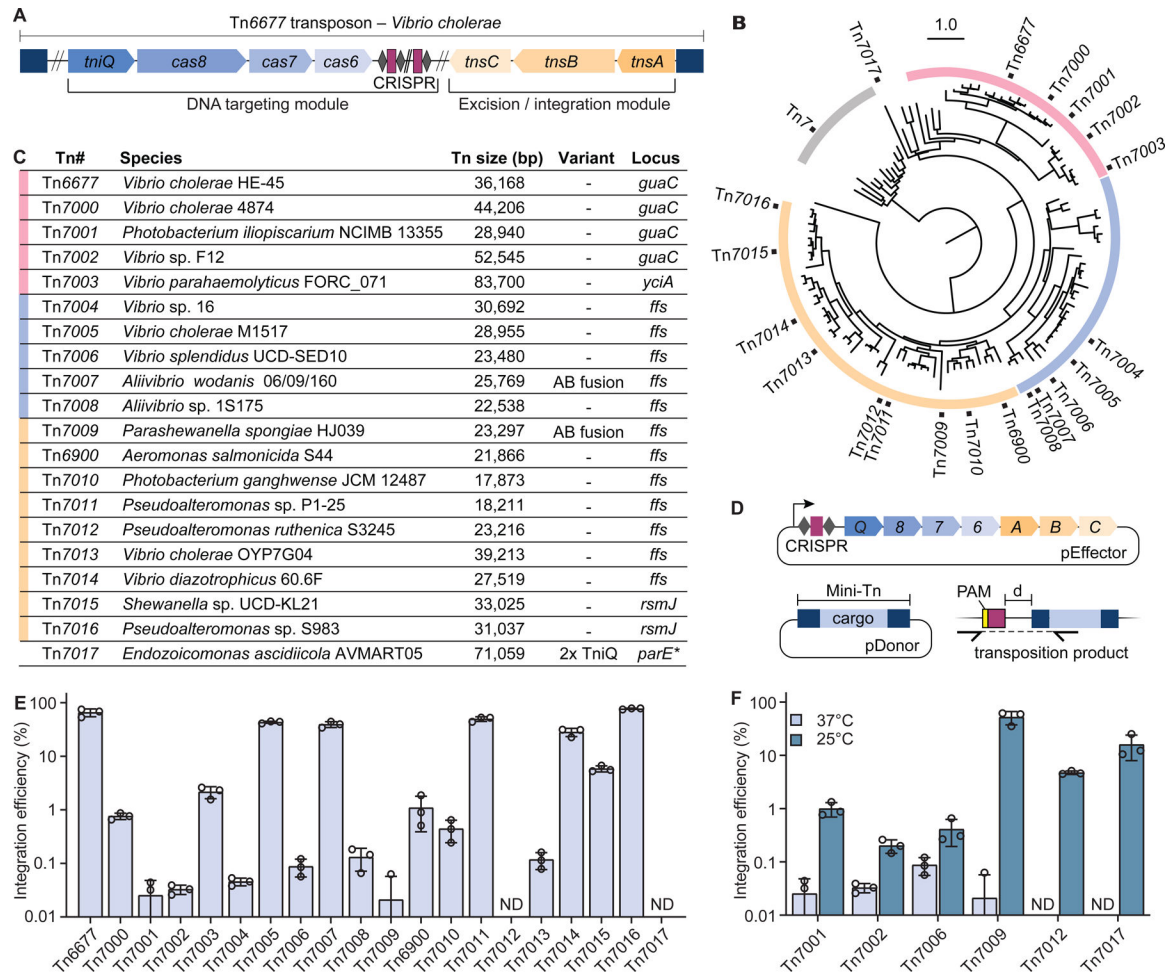 A
Tn6677 transposon – Vibrio cholerae
tniQ cas8 cas7 cas6 tnsC tnsB tnsA
CRISPR
DNA targeting module Excision / integration module
B
1.0
Tn7
Tn7017
Tn6677
Tn7000
Tn7001
Tn7002
Tn7003
Tn7004
Tn7005
Tn7006
Tn7007
Tn7008
Tn6900
Tn7010
Tn7009
Tn7011
Tn7012
Tn7013
Tn7014
Tn7015
Tn7016
C Tn# Species Tn size (bp) Variant Locus
Tn6677 Vibrio cholerae HE-45 36,168 - guaC
Tn7000 Vibrio cholerae 4874 44,206 - guaC
Tn7001 Photobacterium iliopiscarium NCIMB 13355 28,940 - guaC
Tn7002 Vibrio sp. F12 52,545 - guaC
Tn7003 Vibrio parahaemolyticus FORC_071 83,700 - yciA
Tn7004 Vibrio sp. 16 30,692 - ffs
Tn7005 Vibrio cholerae M1517 28,955 - ffs
Tn7006 Vibrio splendidus UCD-SED10 23,480 - ffs
Tn7007 Aliivibrio wodanis 06/09/160 25,769 AB fusion ffs
Tn7008 Aliivibrio sp. 1S175 22,538 - ffs
Tn7009 Parashewanella spongiae HJ039 23,297 AB fusion ffs
Tn6900 Aeromonas salmonicida S44 21,866 - ffs
Tn7010 Photobacterium ganghwense JCM 12487 17,873 - ffs
Tn7011 Pseudoalteromonas sp. P1-25 18,211 - ffs
Tn7012 Pseudoalteromonas ruthenica S3245 23,216 - ffs
Tn7013 Vibrio cholerae OYP7G04 39,213 - ffs
Tn7014 Vibrio diazotrophicus 60.6F 27,519 - ffs
Tn7015 Shewanella sp. UCD-KL21 33,025 - rsmJ
Tn7016 Pseudoalteromonas sp. S983 31,037 - rsmJ
Tn7017 Endozoicomonas ascidiicola AVMART05 71,059 2x TniQ parE*
D
Q 8 7 6 A B C
CRISPR
pEffector
Mini-Tn
cargo
pDonor
PAM d
transposition product
E
Integration efficiency (%)
100
10
1
0.1
0.01
ND ND
Tn6677 Tn7000 Tn7001 Tn7002 Tn7003 Tn7004 Tn7005 Tn7006 Tn7007 Tn7008 Tn7009 Tn6900 Tn7010 Tn7011 Tn7012 Tn7013 Tn7014 Tn7015 Tn7016 Tn7017
F
Integration efficiency (%)
100
10
1
0.1
0.01
37°C
25°C
ND ND
Tn7001 Tn7002 Tn7006 Tn7009 Tn7012 Tn7017